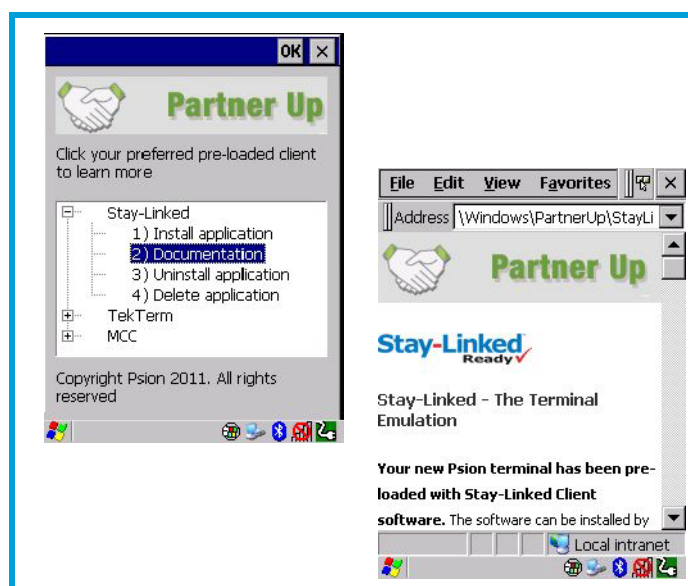 OK
Partner Up
Click your preferred pre-loaded client
to learn more
Stay-Linked
1) Install application
2) Documentation
3) Uninstall application
4) Delete application
TekTerm
MCC
Copyright Psion 2011. All rights
reserved
File Edit View Favorites
Address \Windows\PartnerUp\StayLi
Partner Up
Stay-Linked
Ready
Stay-Linked - The Terminal
Emulation
Your new Psion terminal has been pre-
loaded with Stay-Linked Client
software. The software can be installed by
Local intranet